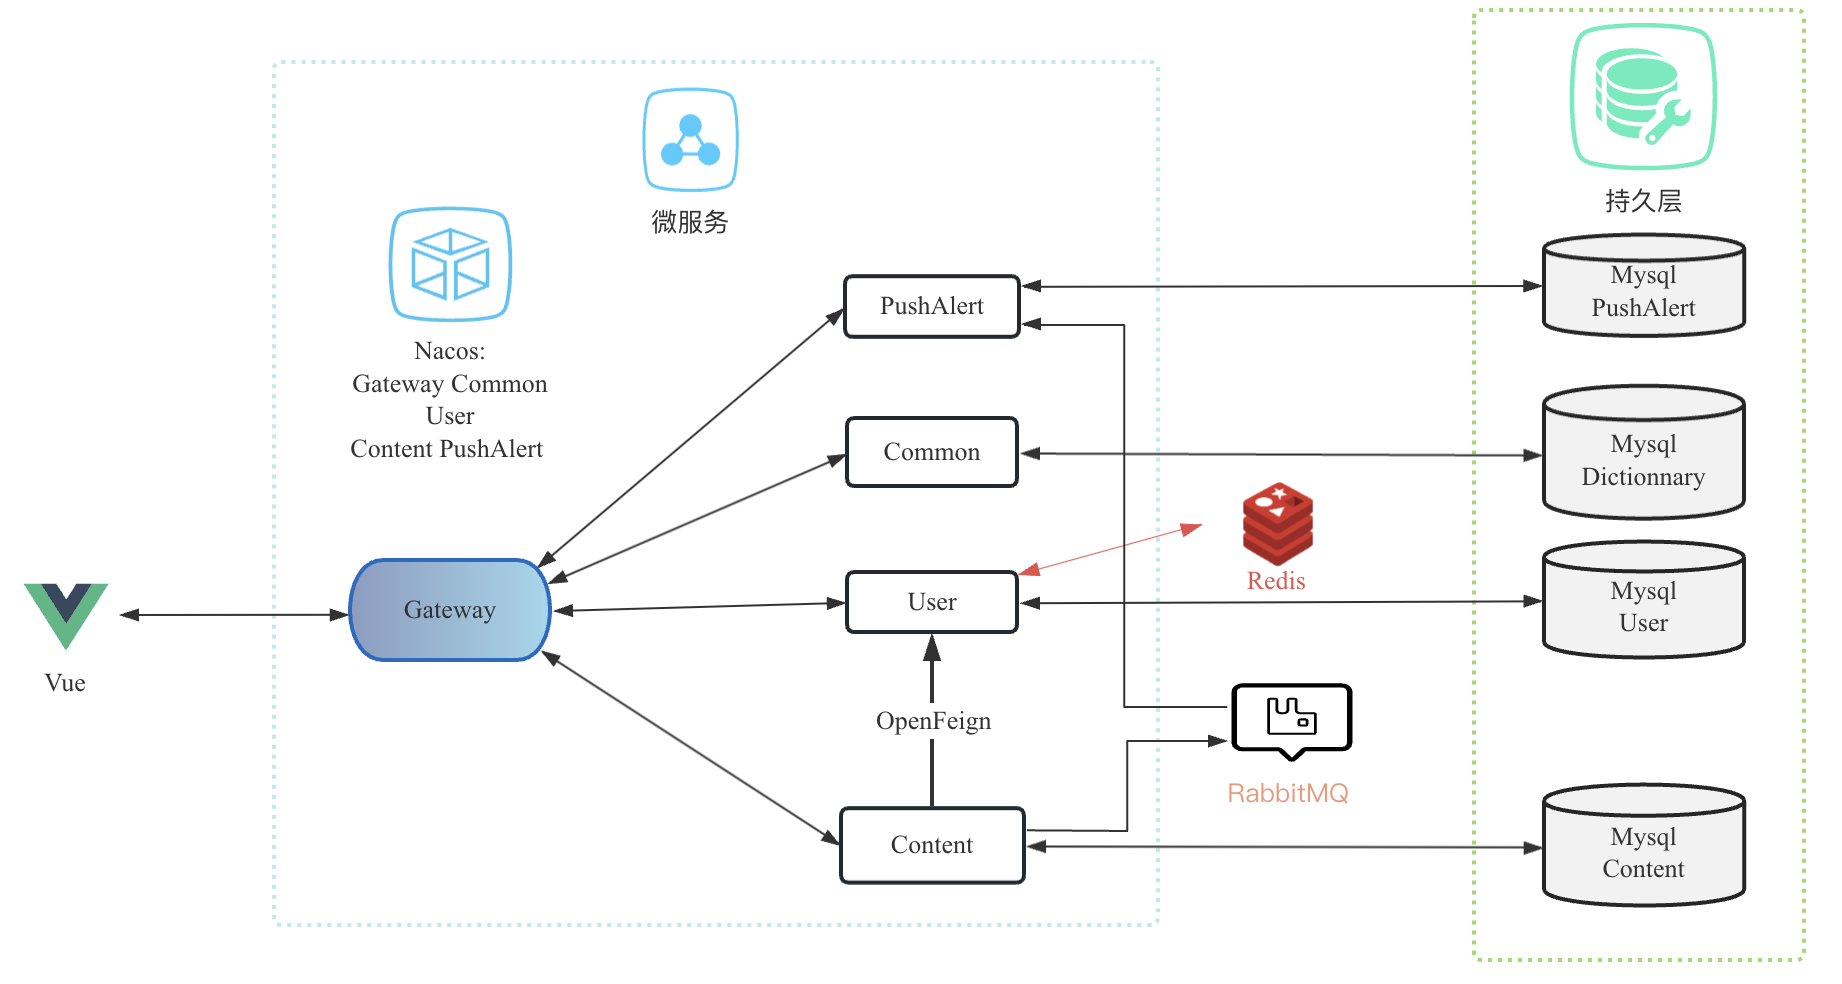 微服务
持久层
Nacos:
Gateway Common
User
Content PushAlert
PushAlert
Mysql
PushAlert
Common
Mysql
Dictionnary
Redis
Vue
Gateway
User
Mysql
User
OpenFeign
RabbitMQ
Content
Mysql
Content